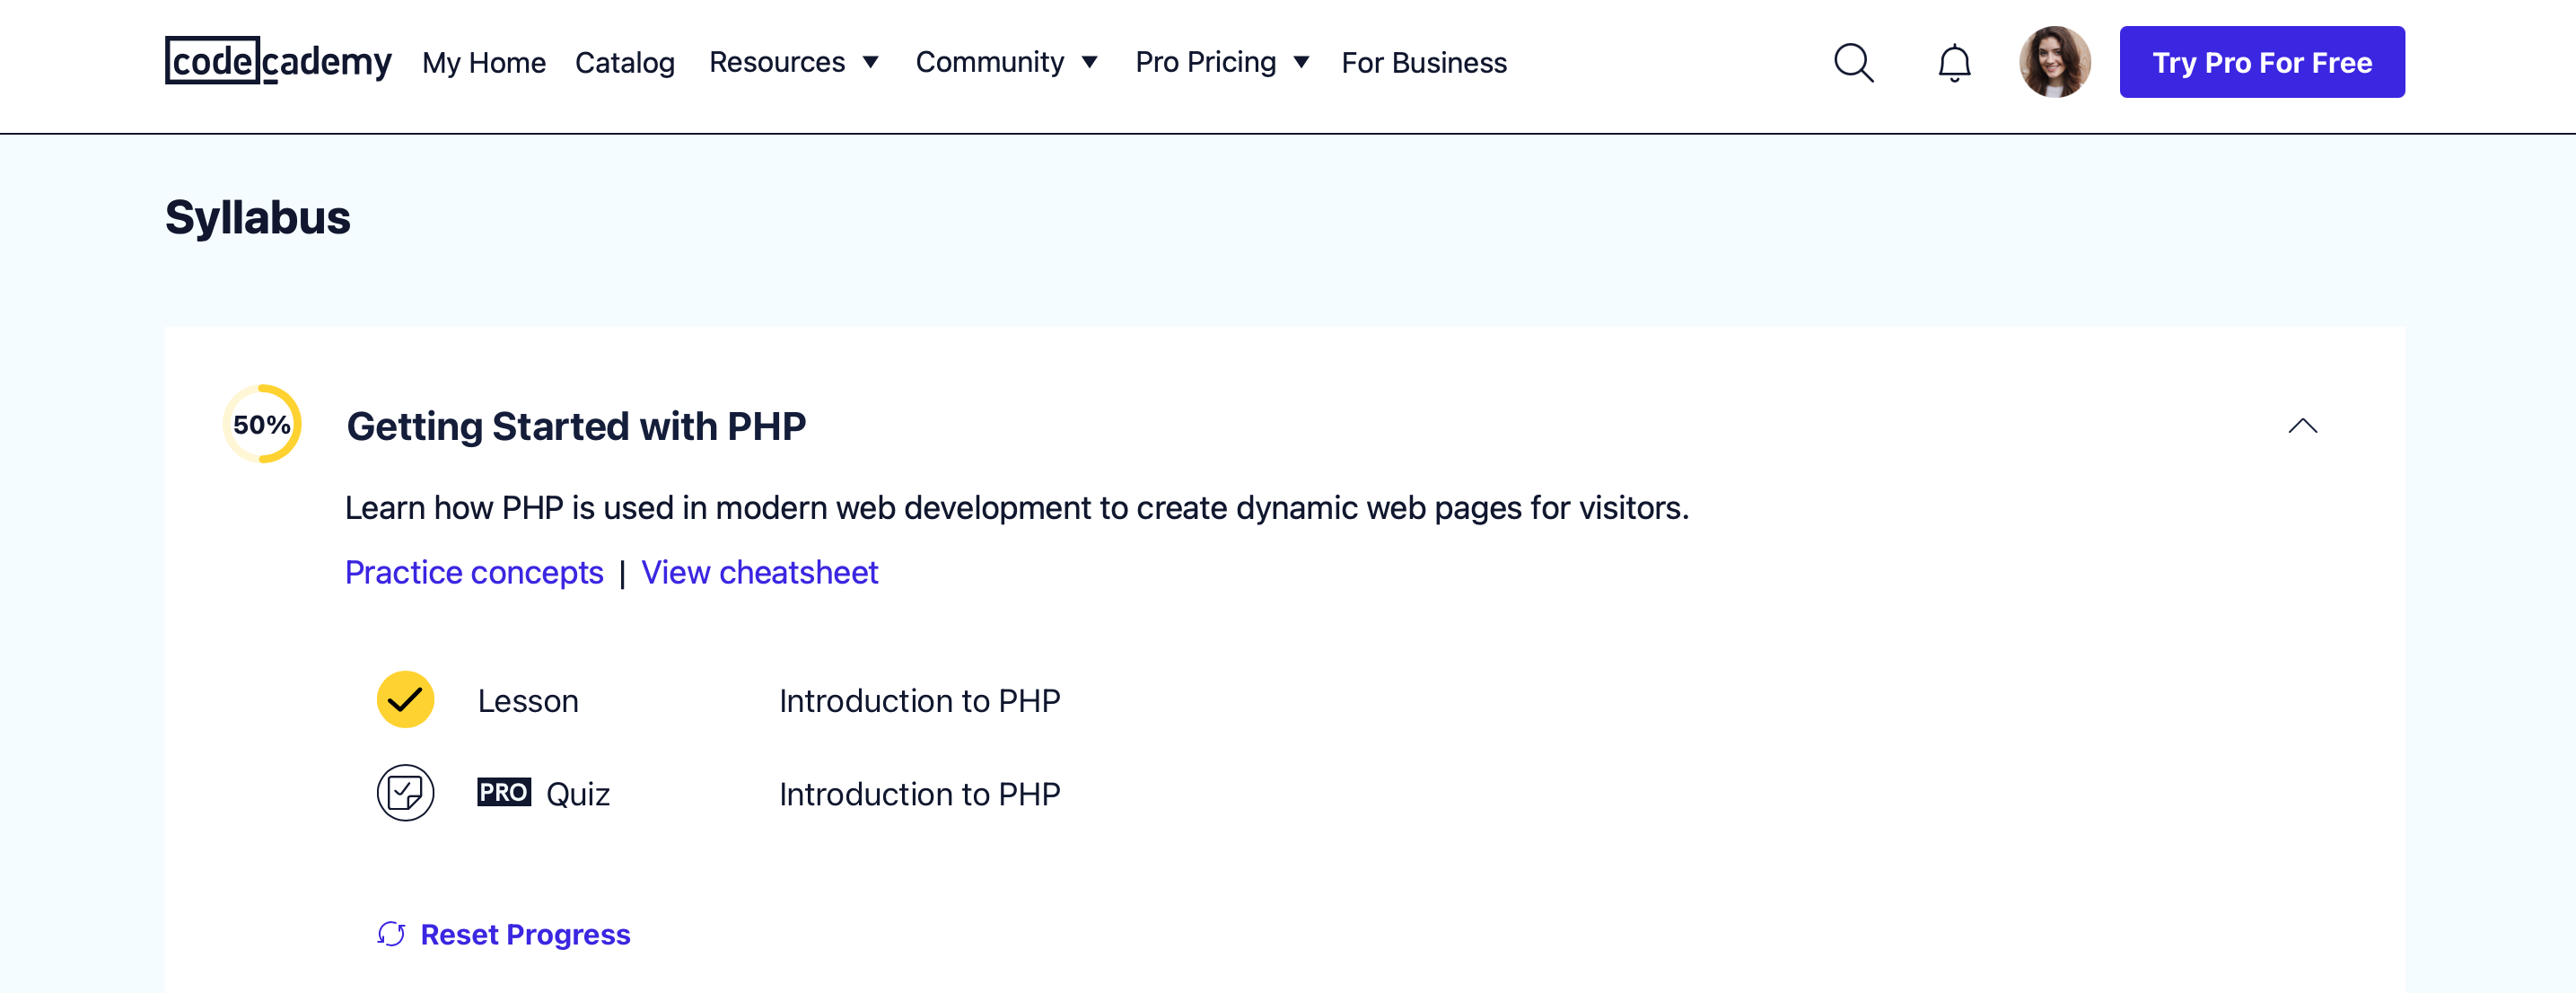 codecademy My Home Catalog Resources Community Pro Pricing For Business Try Pro For Free
Syllabus
50% Getting Started with PHP
Learn how PHP is used in modern web development to create dynamic web pages for visitors.
Practice concepts | View cheatsheet
Lesson Introduction to PHP
PRO Quiz Introduction to PHP
Reset Progress